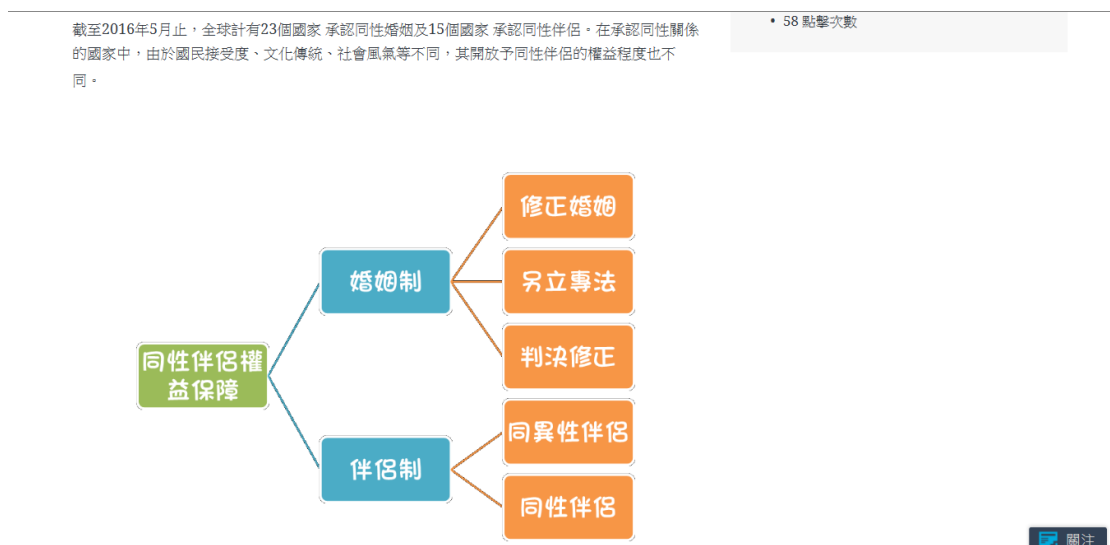 截至2016年5月止，全球計有23個國家 承認同性婚姻及15個國家 承認同性伴侶。在承認同性關係
的國家中，由於國民接受度、文化傳統、社會風氣等不同，其開放予同性伴侶的權益程度也不
同。
• 58 點擊次數
修正婚姻
婚姻制
另立專法
判決修正
同性伴侶權
益保障
同異性伴侶
伴侶制
同性伴侶
關注